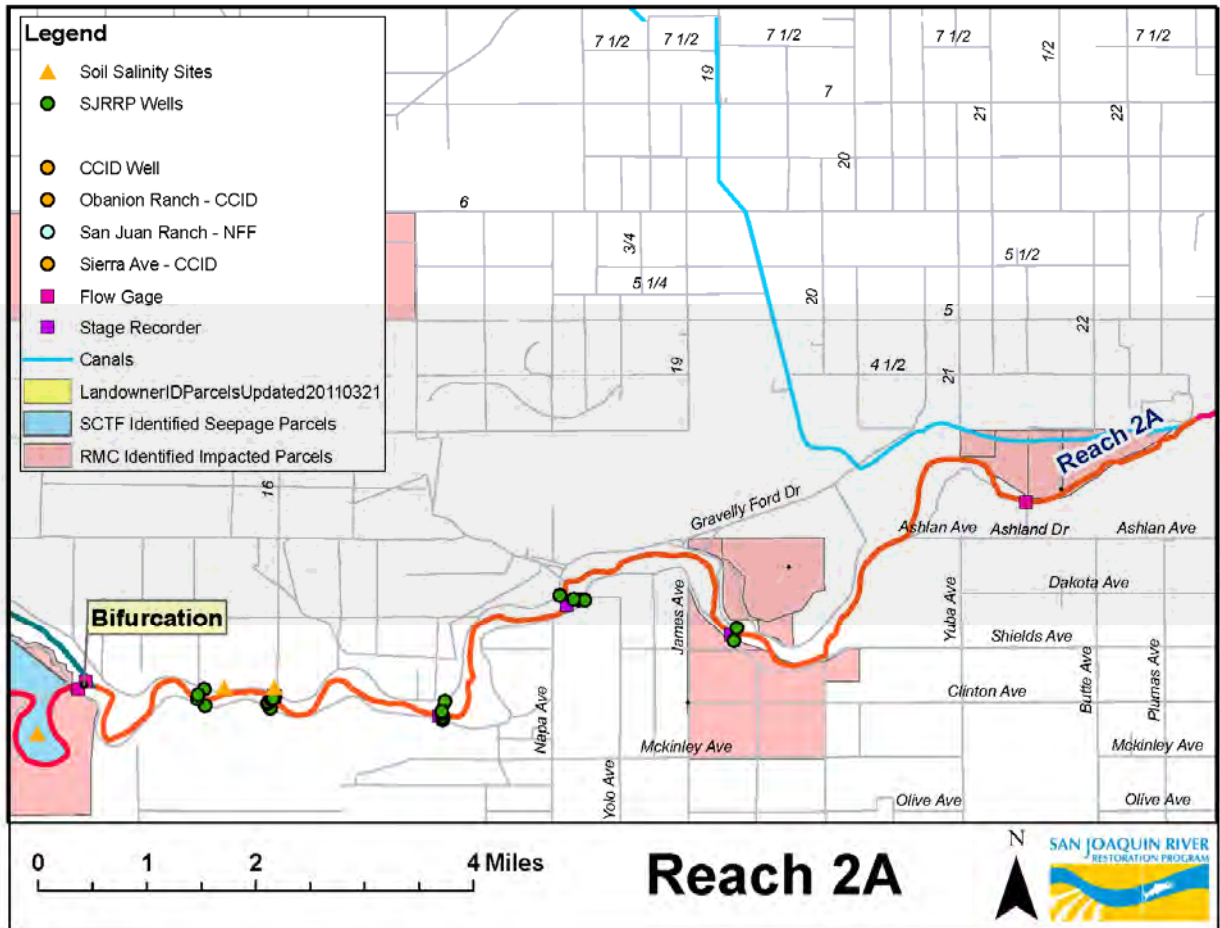 Legend
Soil Salinity Sites
SJRRP Wells
CCID Well
Obanion Ranch - CCID
San Juan Ranch - NFF
Sierra Ave - CCID
Flow Gage
Stage Recorder
Canals
LandownerIDParcelsUpdated20110321
SCTF Identified Seepage Parcels
RMC Identified Impacted Parcels
7 1/2
7 1/2
7 1/2
7 1/2
1/2
7 1/2
19
7
21
22
20
6
3/4
5 1/2
5 1/4
20
5
22
19
4 1/2
21
Reach 2A
16
Gravelly Ford Dr
Ashlan Ave
Ashland Dr
Ashlan Ave
Dakota Ave
Bifurcation
James Ave
Yuba Ave
Shields Ave
Napa Ave
Clinton Ave
Butte Ave
Plumas Ave
Mckinley Ave
Mckinley Ave
Yolo Ave
Olive Ave
Olive Ave
0 1 2 4 Miles
Reach 2A
N
SAN JOAQUIN RIVER
RESTORATION PROGRAM